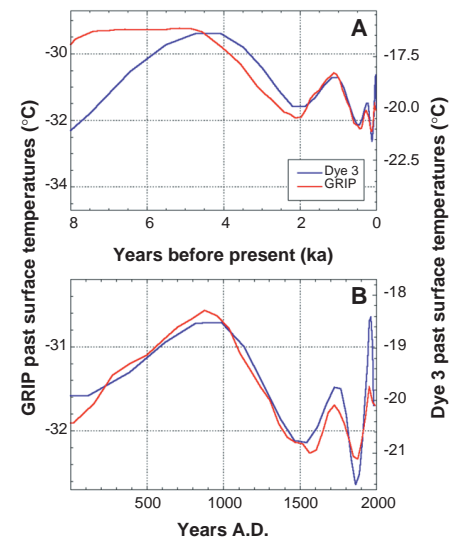 A
-30
-32
-34
-17.5
-20.0
-22.5
Dye 3
GRIP
8 6 4 2 0
Years before present (ka)
GRIP past surface temperatures (°C)
Dye 3 past surface temperatures (°C)
B
-31
-32
-18
-19
-20
-21
500 1000 1500 2000
Years A.D.